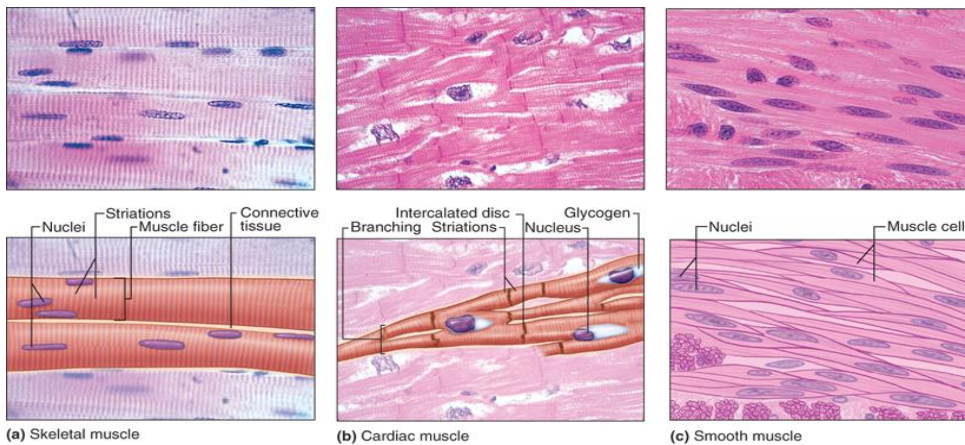 Nuclei
Striations
Muscle fiber
Connective tissue
Branching
Intercalated disc
Striations
Nucleus
Glycogen
Nuclei
Muscle cell
(a) Skeletal muscle
(b) Cardiac muscle
(c) Smooth muscle